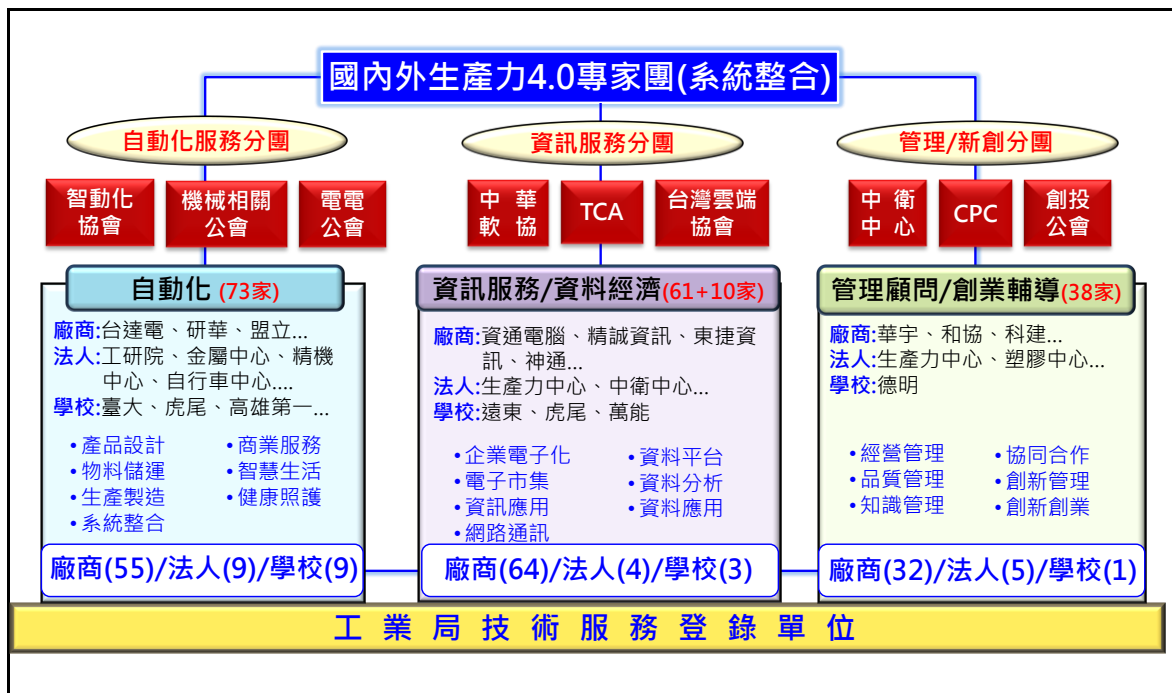 國內外生產力4.0專家團(系統整合)
自動化服務分團
資訊服務分團
管理/新創分團
智動化
協會
機械相關
公會
電電
公會
中華
軟協
TCA
台灣雲端
協會
中衛
中心
CPC
創投
公會
自動化 (73家)
廠商:台達電、研華、盟立...
法人:工研院、金屬中心、精機
中心、自行車中心....
學校:臺大、虎尾、高雄第一...
•產品設計
•物料儲運
•生產製造
•系統整合
•商業服務
•智慧生活
•健康照護
廠商(55)/法人(9)/學校(9)
資訊服務/資料經濟(61+10家)
廠商:資通電腦、精誠資訊、東捷資
訊、神通...
法人:生產力中心、中衛中心...
學校:遠東、虎尾、萬能
•企業電子化
•電子市集
•資訊應用
•網路通訊
•資料平台
•資料分析
•資料應用
廠商(64)/法人(4)/學校(3)
管理顧問/創業輔導(38家)
廠商:華宇、和協、科建...
法人:生產力中心、塑膠中心...
學校:德明
•經營管理
•品質管理
•知識管理
•協同合作
•創新管理
•創新創業
廠商(32)/法人(5)/學校(1)
工業局技術服務登錄單位